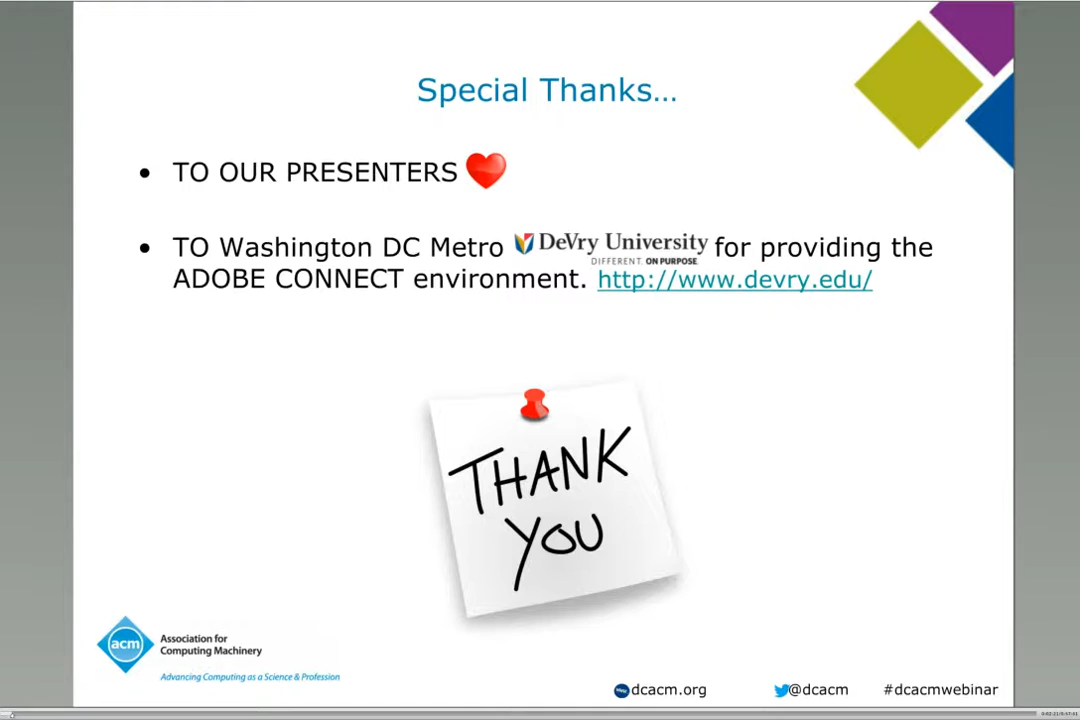 Special Thanks…
• TO OUR PRESENTERS
• TO Washington DC Metro DeVry University for providing the
DIFFERENT. ON PURPOSE.
ADOBE CONNECT environment. http://www.devry.edu/
THANK
YOU
acm Association for
Computing Machinery
Advancing Computing as a Science & Profession
dcacm.org @dcacm #dcacmwebinar